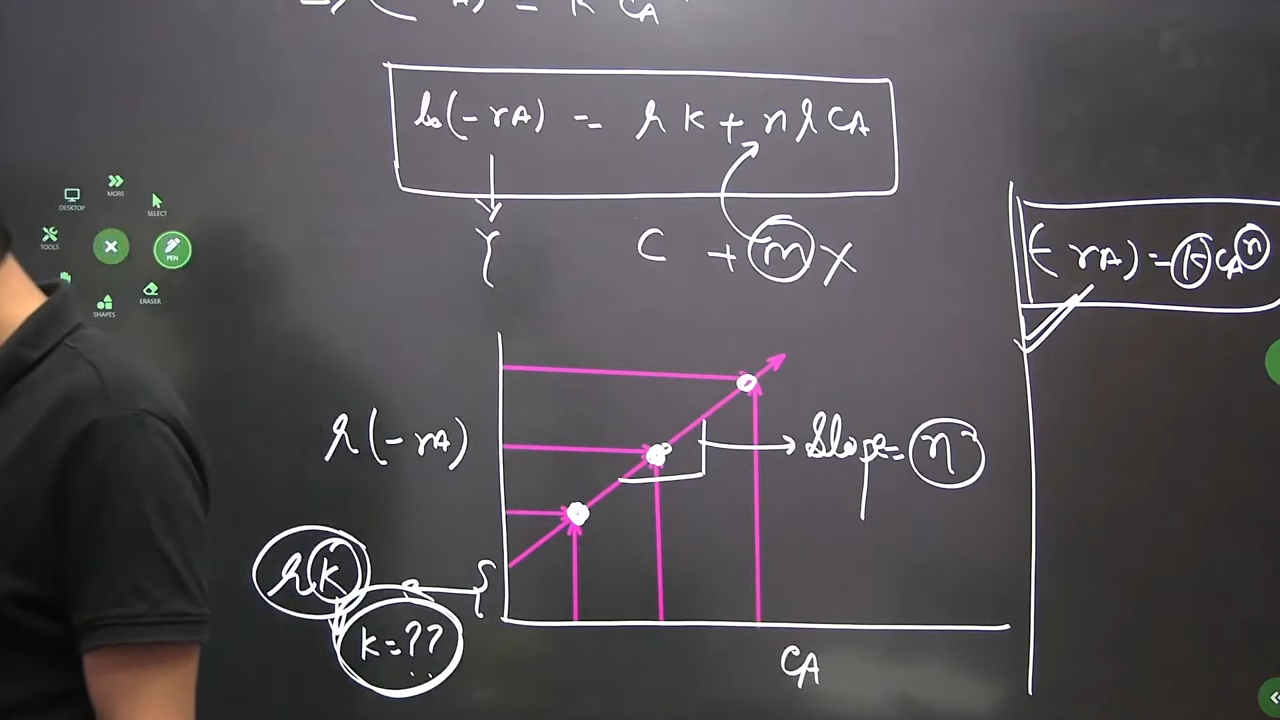 ln(-rA) = ln K + n ln CA
Y C + m X
(-rA) = k CA^n
ln(-rA)
Slope = n
ln k
k = ??
CA
MORE
DESKTOP
SELECT
TOOLS
PEN
ERASER
SHAPES